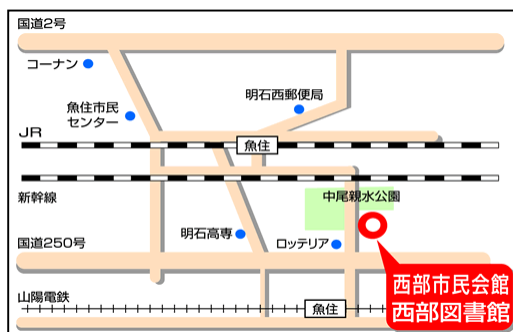 国道2号
コーナン
明石西郵便局
魚住市民
センター
JR
魚住
新幹線
中尾親水公園
明石高専
ロッテリア
国道250号
西部市民会館
西部図書館
山陽電鉄
魚住